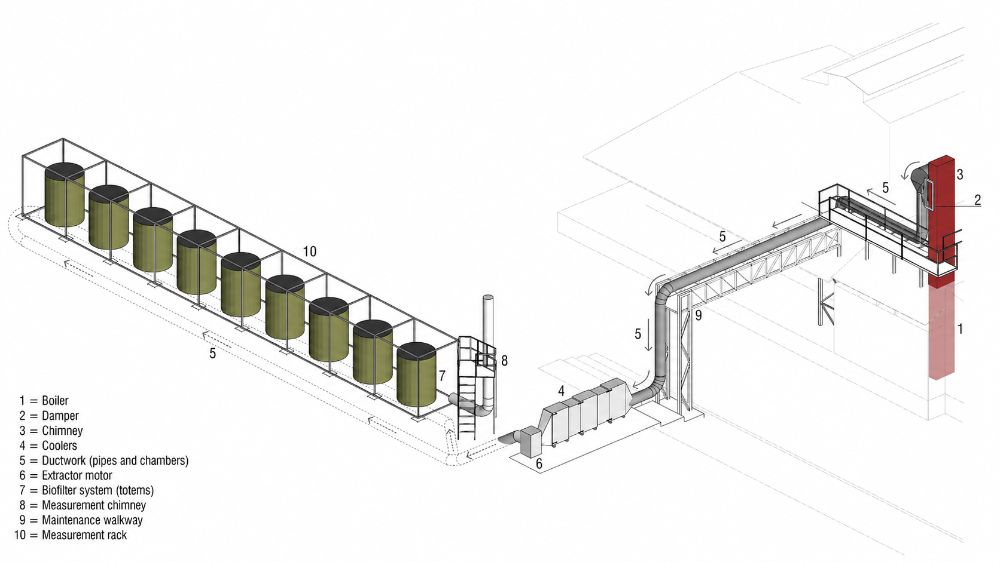 3
5
2
5
10
9
1
5
8
5
7
4
6
1 = Boiler
2 = Damper
3 = Chimney
4 = Coolers
5 = Ductwork (pipes and chambers)
6 = Extractor motor
7 = Biofilter system (totems)
8 = Measurement chimney
9 = Maintenance walkway
10 = Measurement rack